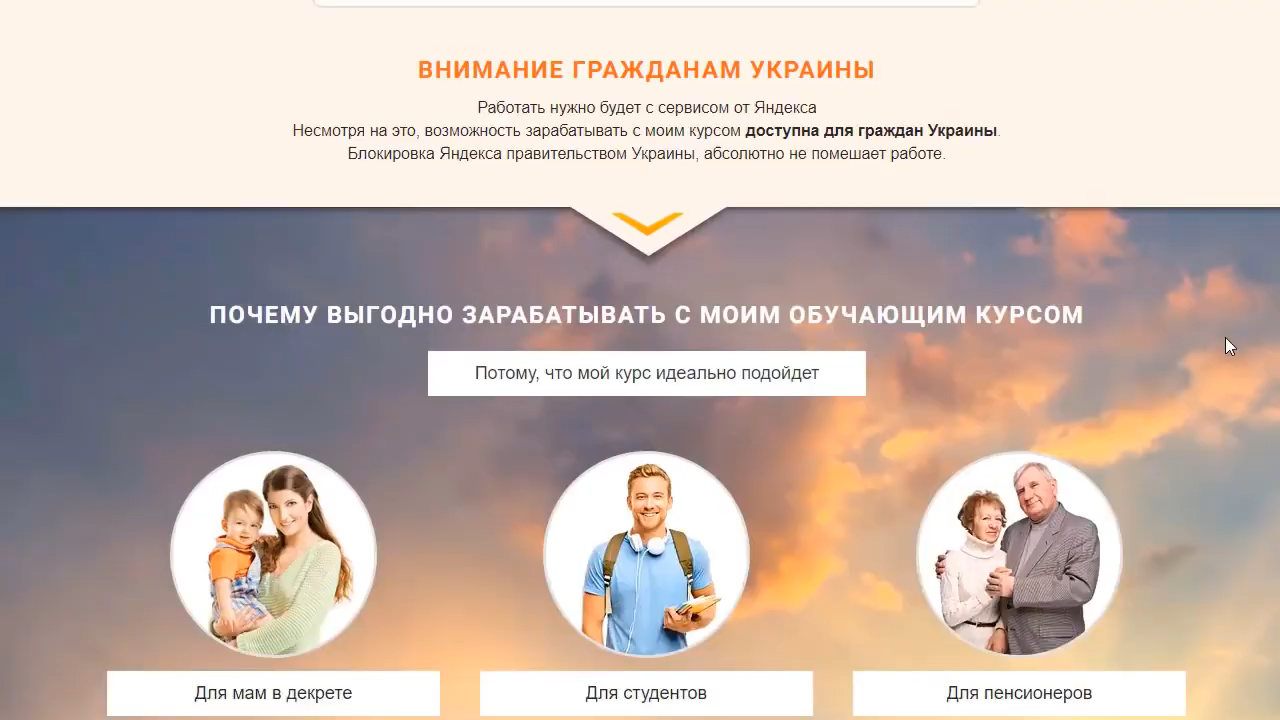 ВНИМАНИЕ ГРАЖДАНАМ УКРАИНЫ
Работать нужно будет с сервисом от Яндекса
Несмотря на это, возможность зарабатывать с моим курсом доступна для граждан Украины.
Блокировка Яндекса правительством Украины, абсолютно не помешает работе.
ПОЧЕМУ ВЫГОДНО ЗАРАБАТЫВАТЬ С МОИМ ОБУЧАЮЩИМ КУРСОМ
Потому, что мой курс идеально подойдет
Для мам в декрете
Для студентов
Для пенсионеров